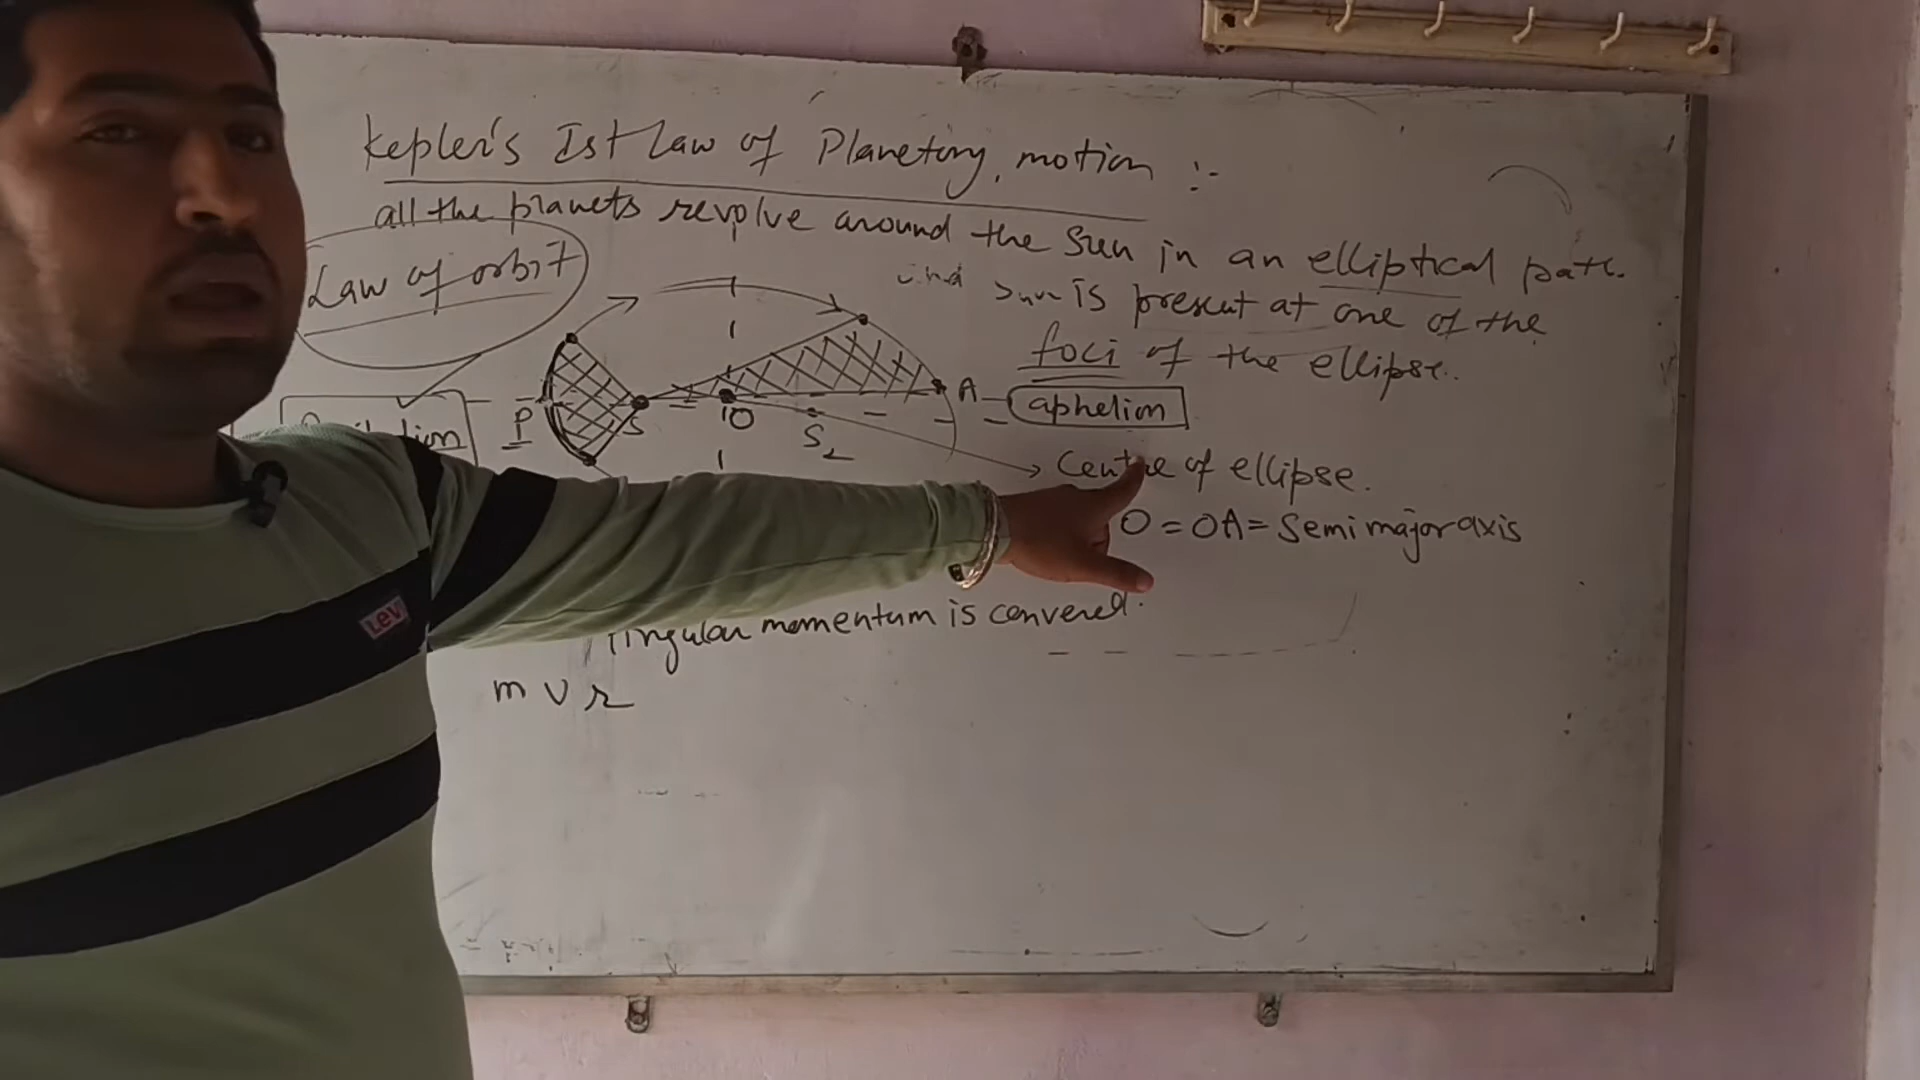 Kepler's Ist Law of Planetory motion :-
all the planets revolve around the sun in an elliptical path.
and sun is present at one of the
foci of the ellipse..
Law of orbit
P S O S2 A aphelion
Centre of ellipse.
O = OA = Semi major axis
Angular momentum is convered.
m v r
LEV